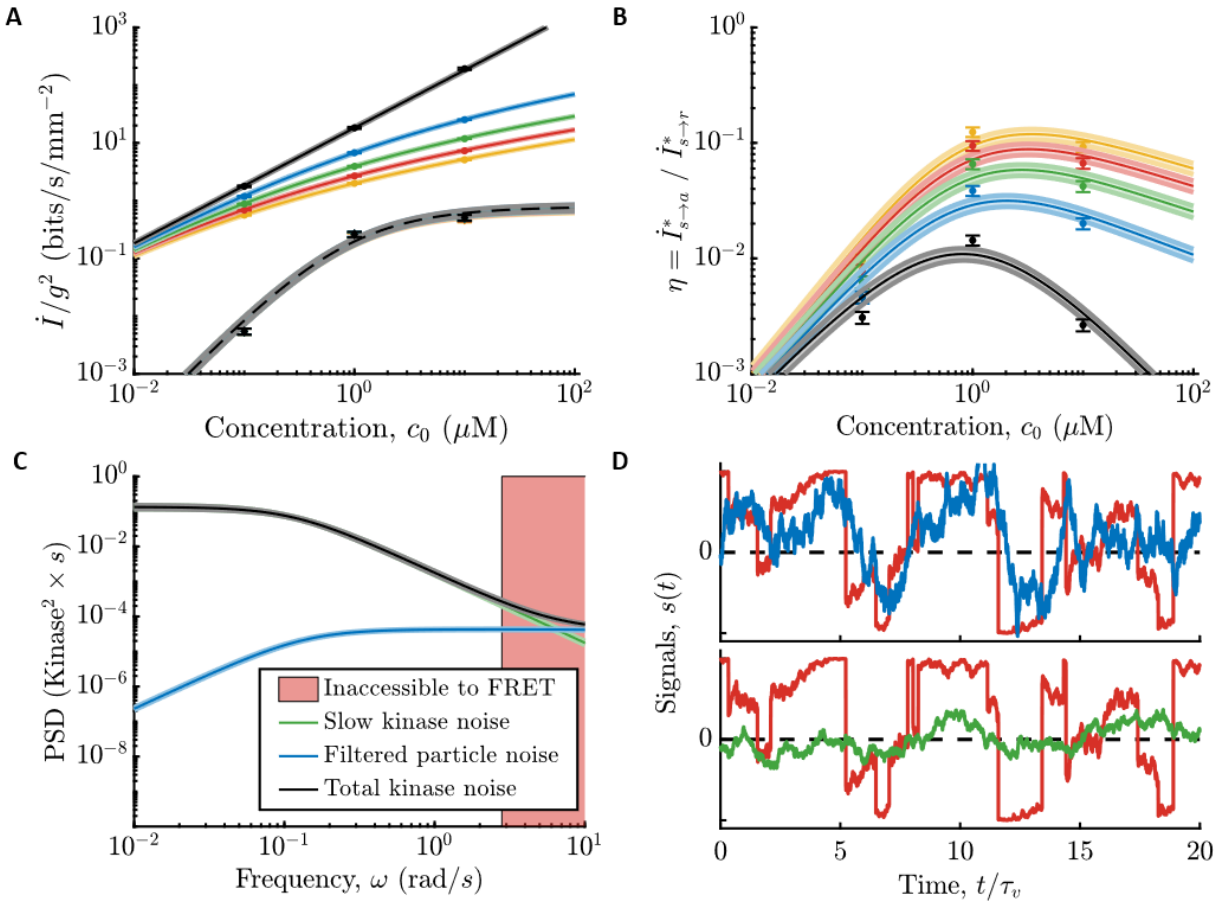 A
10^3
10^1
10^-1
10^-3
İ/g^2 (bits/s/mm^-2)
10^-2
10^0
10^2
Concentration, c_0 (μM)
B
10^0
10^-1
10^-2
10^-3
η = İ*_{s→a} / İ*_{s→r}
10^-2
10^0
10^2
Concentration, c_0 (μM)
C
10^0
10^-2
10^-4
10^-6
10^-8
PSD (Kinase^2 × s)
Inaccessible to FRET
Slow kinase noise
Filtered particle noise
Total kinase noise
10^-2
10^-1
10^0
10^1
Frequency, ω (rad/s)
D
0
0
Signals, s(t)
0 5 10 15 20
Time, t/τ_v